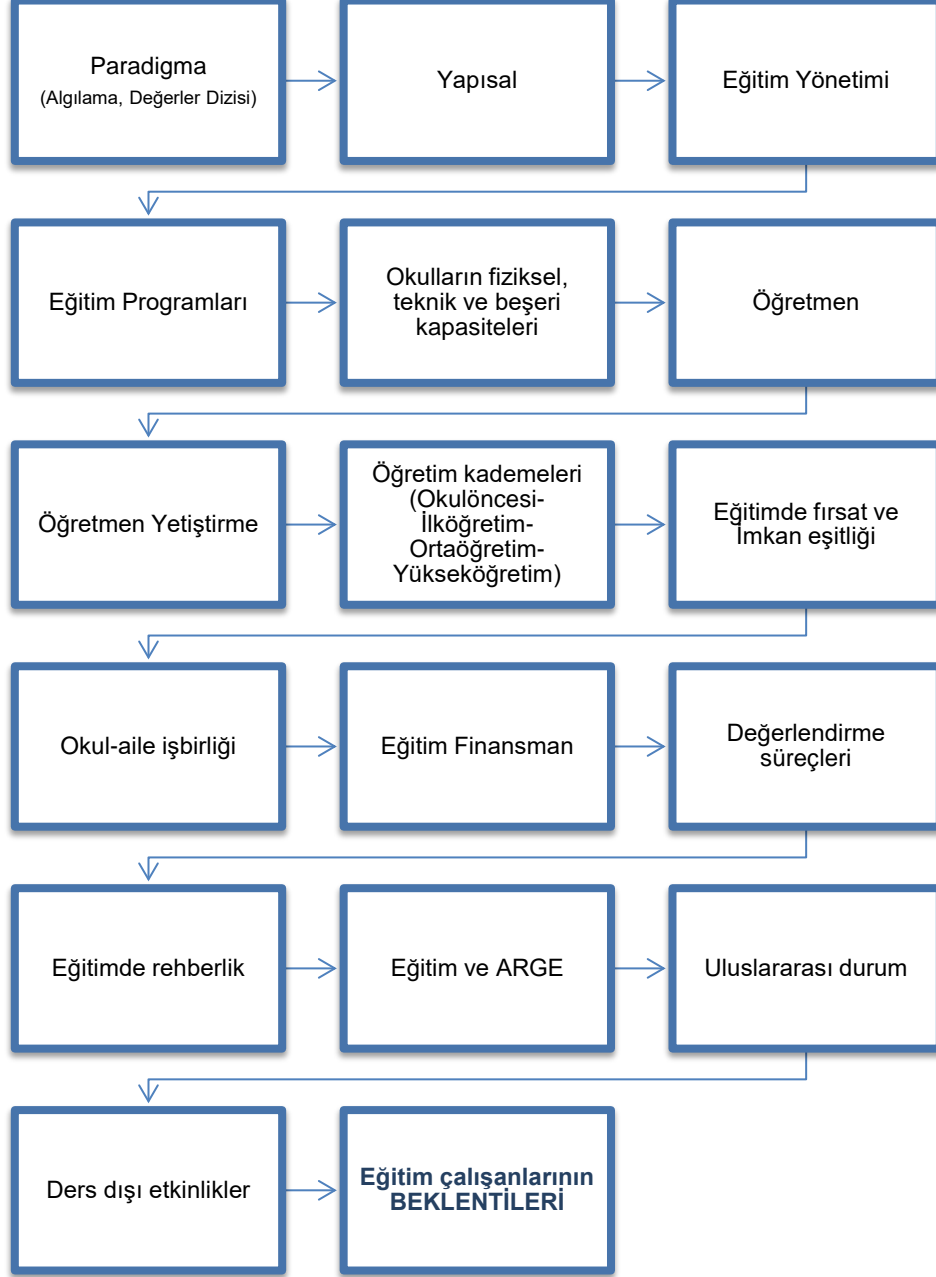 Paradigma
(Algılama, Değerler Dizisi)
Yapısal
Eğitim Yönetimi
Eğitim Programları
Okulların fiziksel,
teknik ve beşeri
kapasiteleri
Öğretmen
Öğretmen Yetiştirme
Öğretim kademeleri
(Okulöncesi-
İlköğretim-
Ortaöğretim-
Yükseköğretim)
Eğitimde fırsat ve
İmkan eşitliği
Okul-aile işbirliği
Eğitim Finansman
Değerlendirme
süreçleri
Eğitimde rehberlik
Eğitim ve ARGE
Uluslararası durum
Ders dışı etkinlikler
Eğitim çalışanlarının
BEKLENTİLERİ